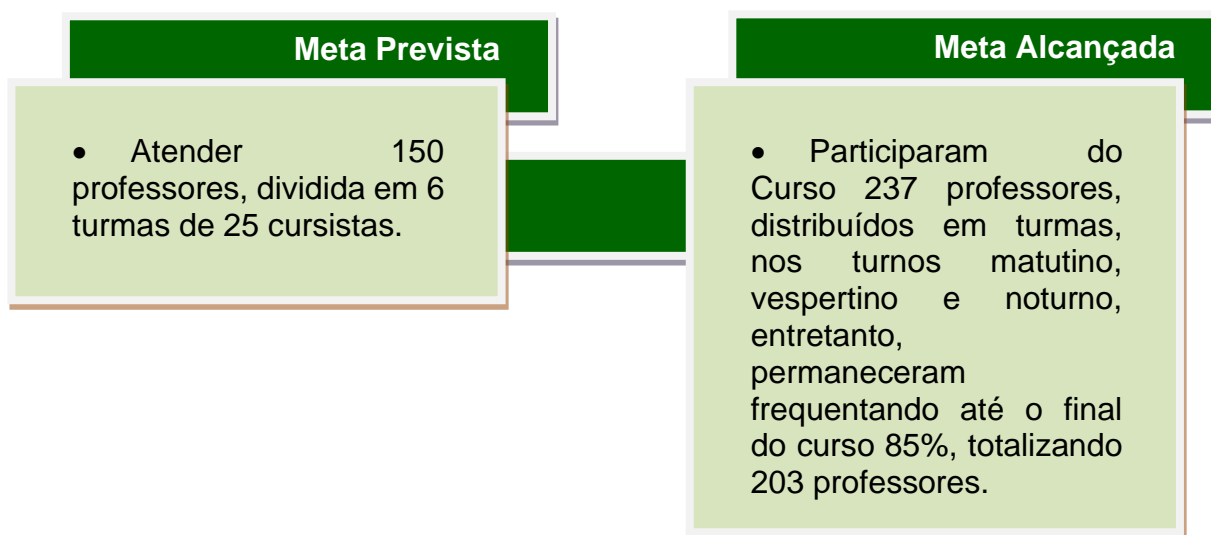 Meta Prevista
• Atender 150
professores, dividida em 6
turmas de 25 cursistas.
Meta Alcançada
• Participaram do
Curso 237 professores,
distribuídos em turmas,
nos turnos matutino,
vespertino e noturno,
entretanto,
permaneceram
frequentando até o final
do curso 85%, totalizando
203 professores.